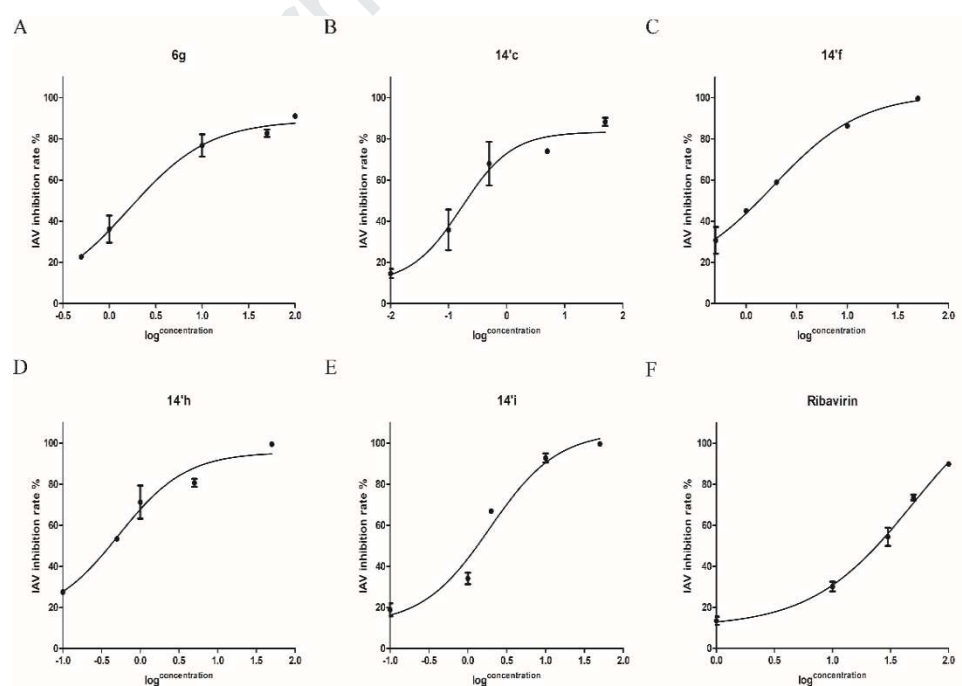 A
6g
IAV inhibition rate %
100
80
60
40
20
0
-0.5 0.0 0.5 1.0 1.5 2.0
log^concentration
B
14'c
IAV inhibition rate %
100
80
60
40
20
0
-2 -1 0 1 2
log^concentration
C
14'f
IAV inhibition rate %
100
80
60
40
20
0
0.0 0.5 1.0 1.5 2.0
log^concentration
D
14'h
IAV inhibition rate %
100
80
60
40
20
0
-1.0 -0.5 0.0 0.5 1.0 1.5 2.0
log^concentration
E
14'i
IAV inhibition rate %
100
80
60
40
20
0
-1.0 -0.5 0.0 0.5 1.0 1.5 2.0
log^concentration
F
Ribavirin
IAV inhibition rate %
100
80
60
40
20
0
0.0 0.5 1.0 1.5 2.0
log^concentration